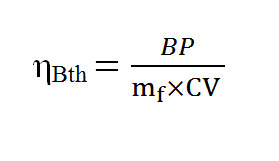 η_Bth = BP / (m_f×CV)